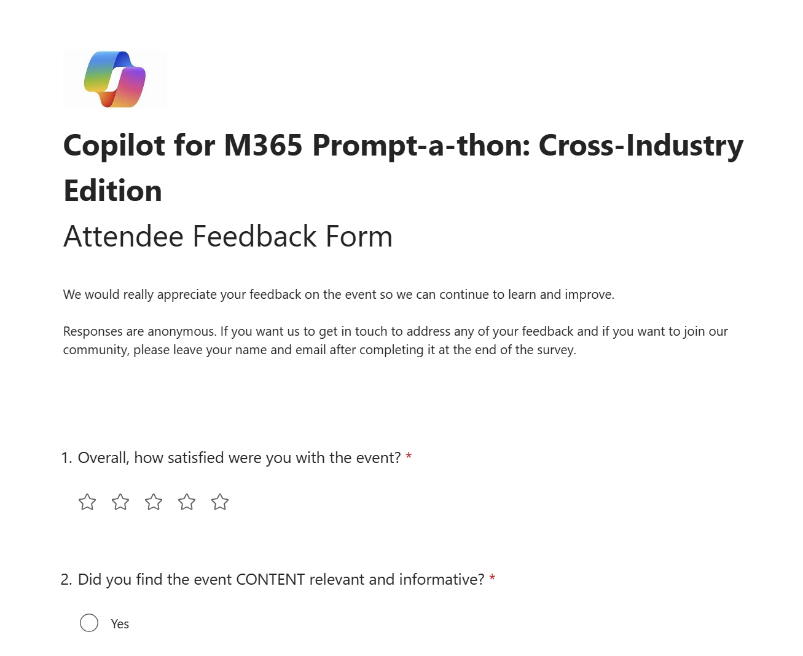 Copilot for M365 Prompt-a-thon: Cross-Industry
Edition
Attendee Feedback Form
We would really appreciate your feedback on the event so we can continue to learn and improve.
Responses are anonymous. If you want us to get in touch to address any of your feedback and if you want to join our
community, please leave your name and email after completing it at the end of the survey.
1. Overall, how satisfied were you with the event? *
2. Did you find the event CONTENT relevant and informative? *
Yes